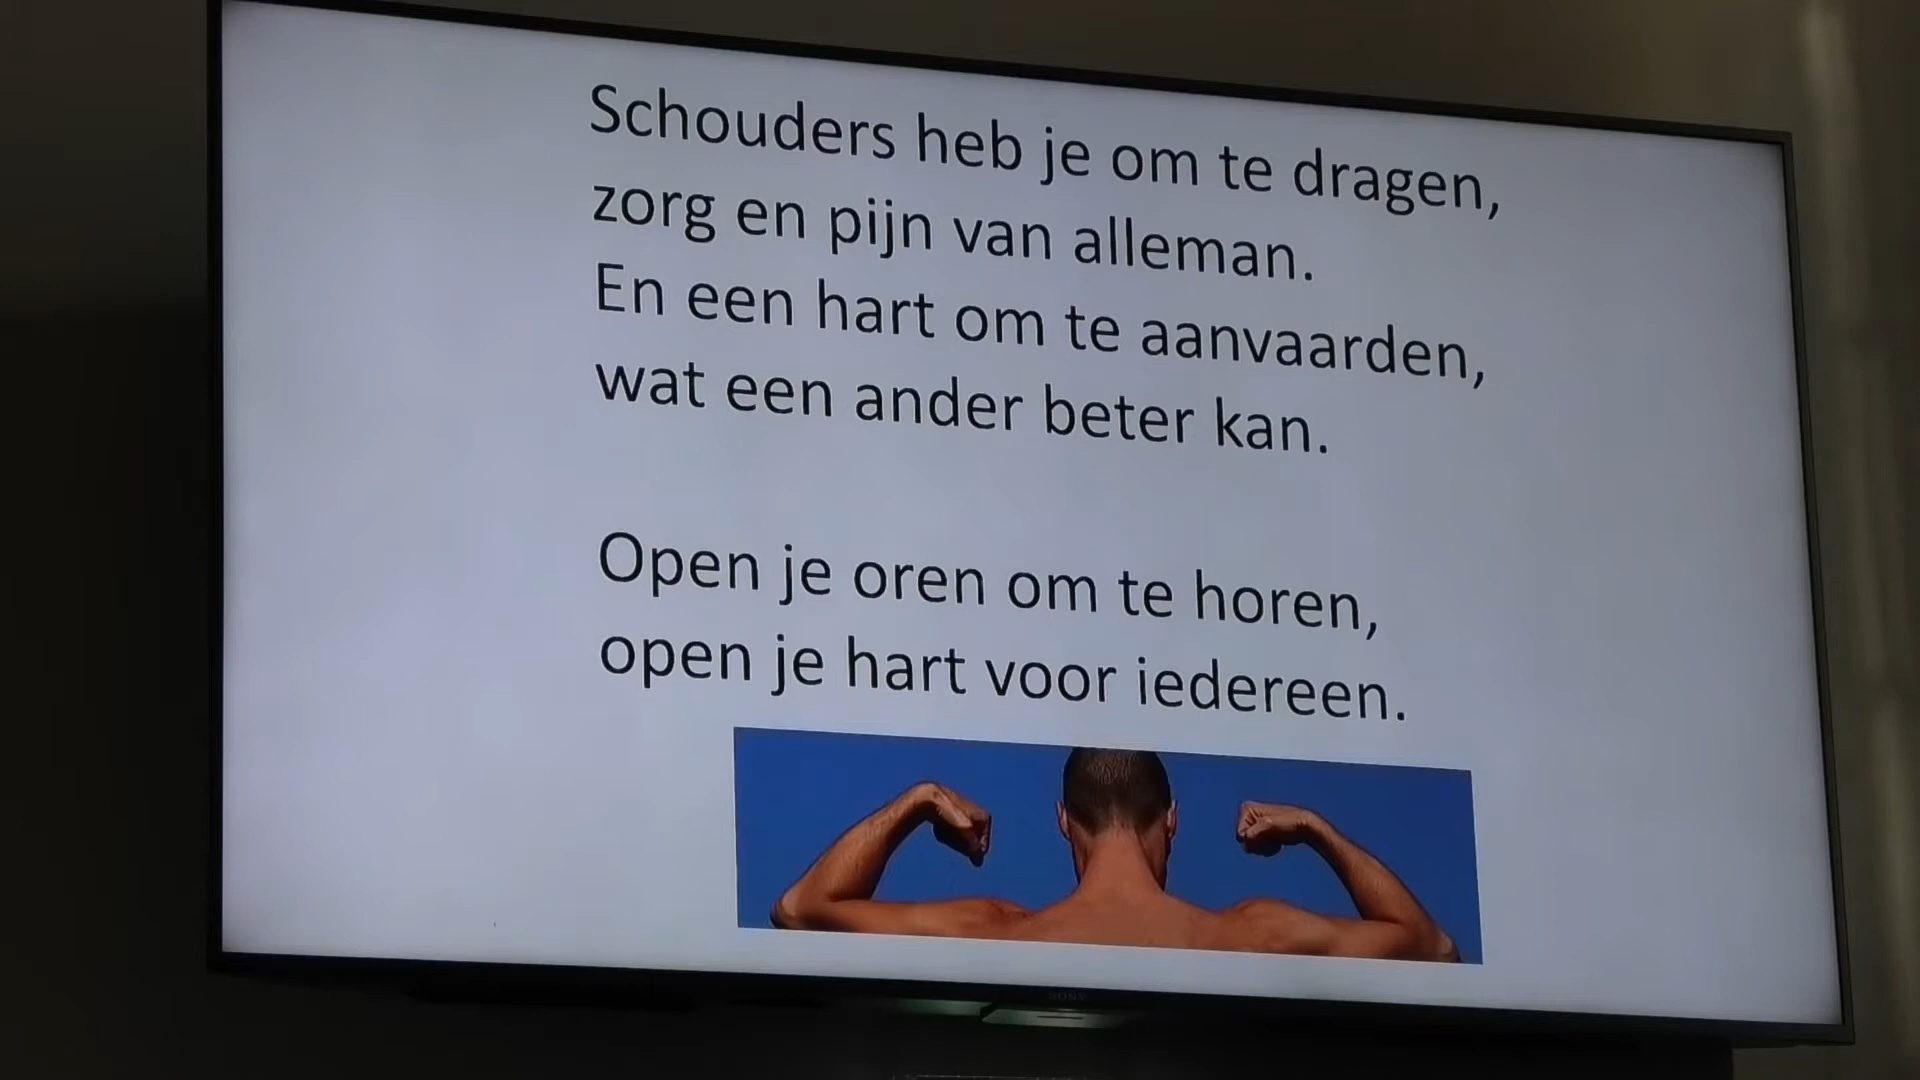 Schouders heb je om te dragen,
zorg en pijn van alleman.
En een hart om te aanvaarden,
wat een ander beter kan.
Open je oren om te horen,
open je hart voor iedereen.
SONY